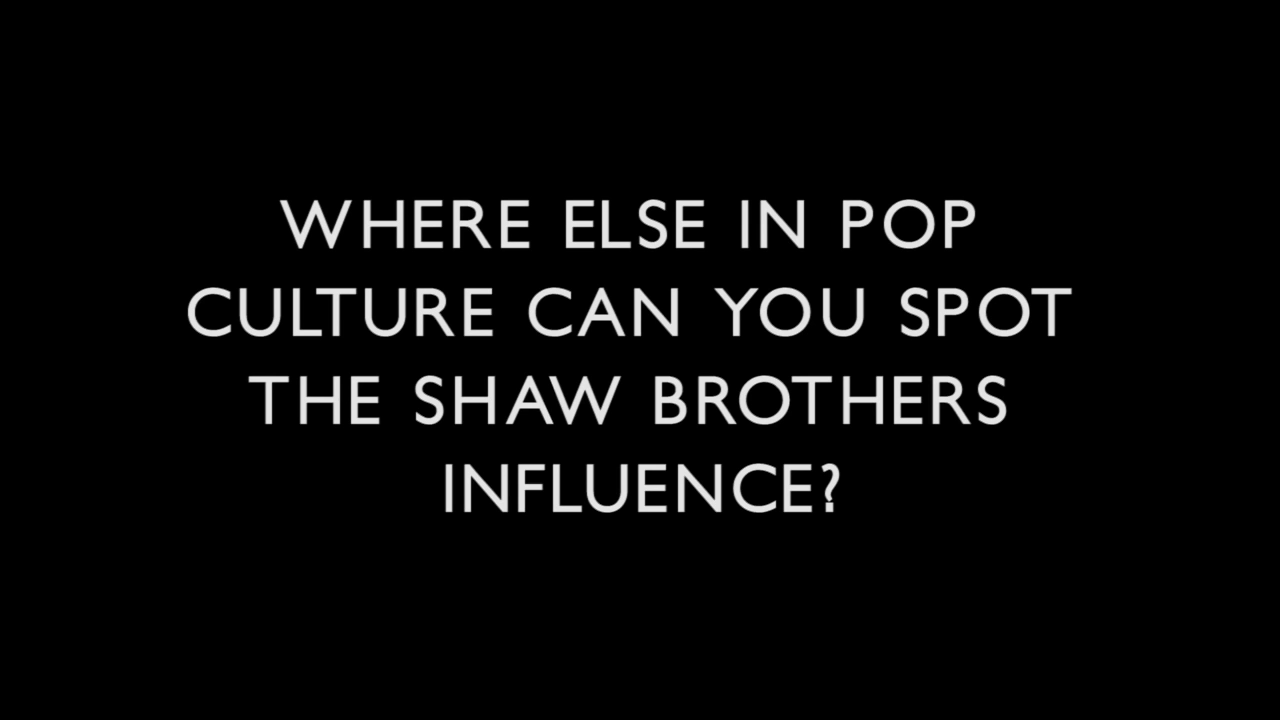 WHERE ELSE IN POP
CULTURE CAN YOU SPOT
THE SHAW BROTHERS
INFLUENCE?